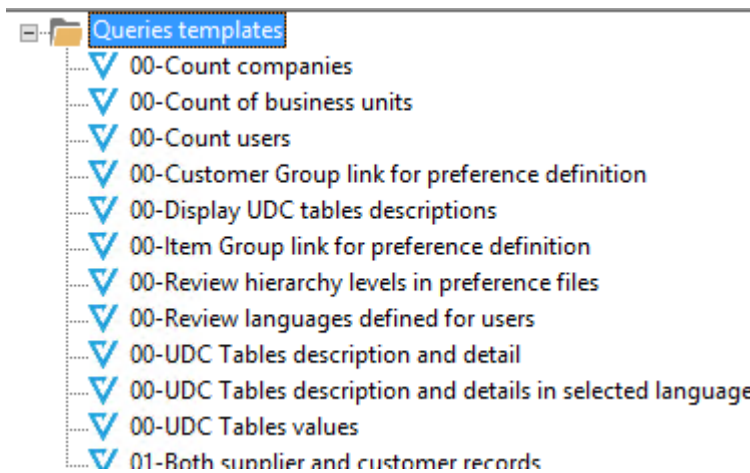 Queries templates
00-Count companies
00-Count of business units
00-Count users
00-Customer Group link for preference definition
00-Display UDC tables descriptions
00-Item Group link for preference definition
00-Review hierarchy levels in preference files
00-Review languages defined for users
00-UDC Tables description and detail
00-UDC Tables description and details in selected language
00-UDC Tables values
01-Both supplier and customer records